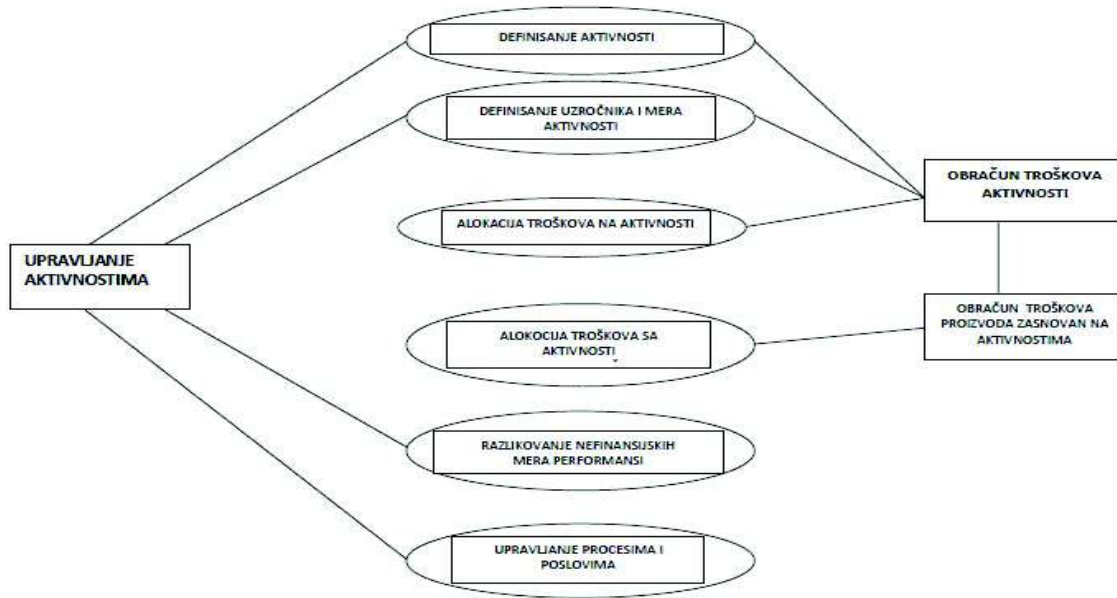 DEFINISANJE AKTIVNOSTI
DEFINISANJE UZROČNIKA I MERA
AKTIVNOSTI
OBRAČUN TROŠKOVA
AKTIVNOSTI
ALOKACIJA TROŠKOVA NA AKTIVNOSTI
UPRAVLJANJE
AKTIVNOSTIMA
OBRAČUN TROŠKOVA
PROIZVODA ZASNOVAN NA
AKTIVNOSTIMA
ALOKOCIJA TROŠKOVA SA
AKTIVNOSTI
RAZLIKOVANJE NEFINANSIJSKIH
MERA PERFORMANSI
UPRAVLJANJE PROCESIMA I
POSLOVIMA